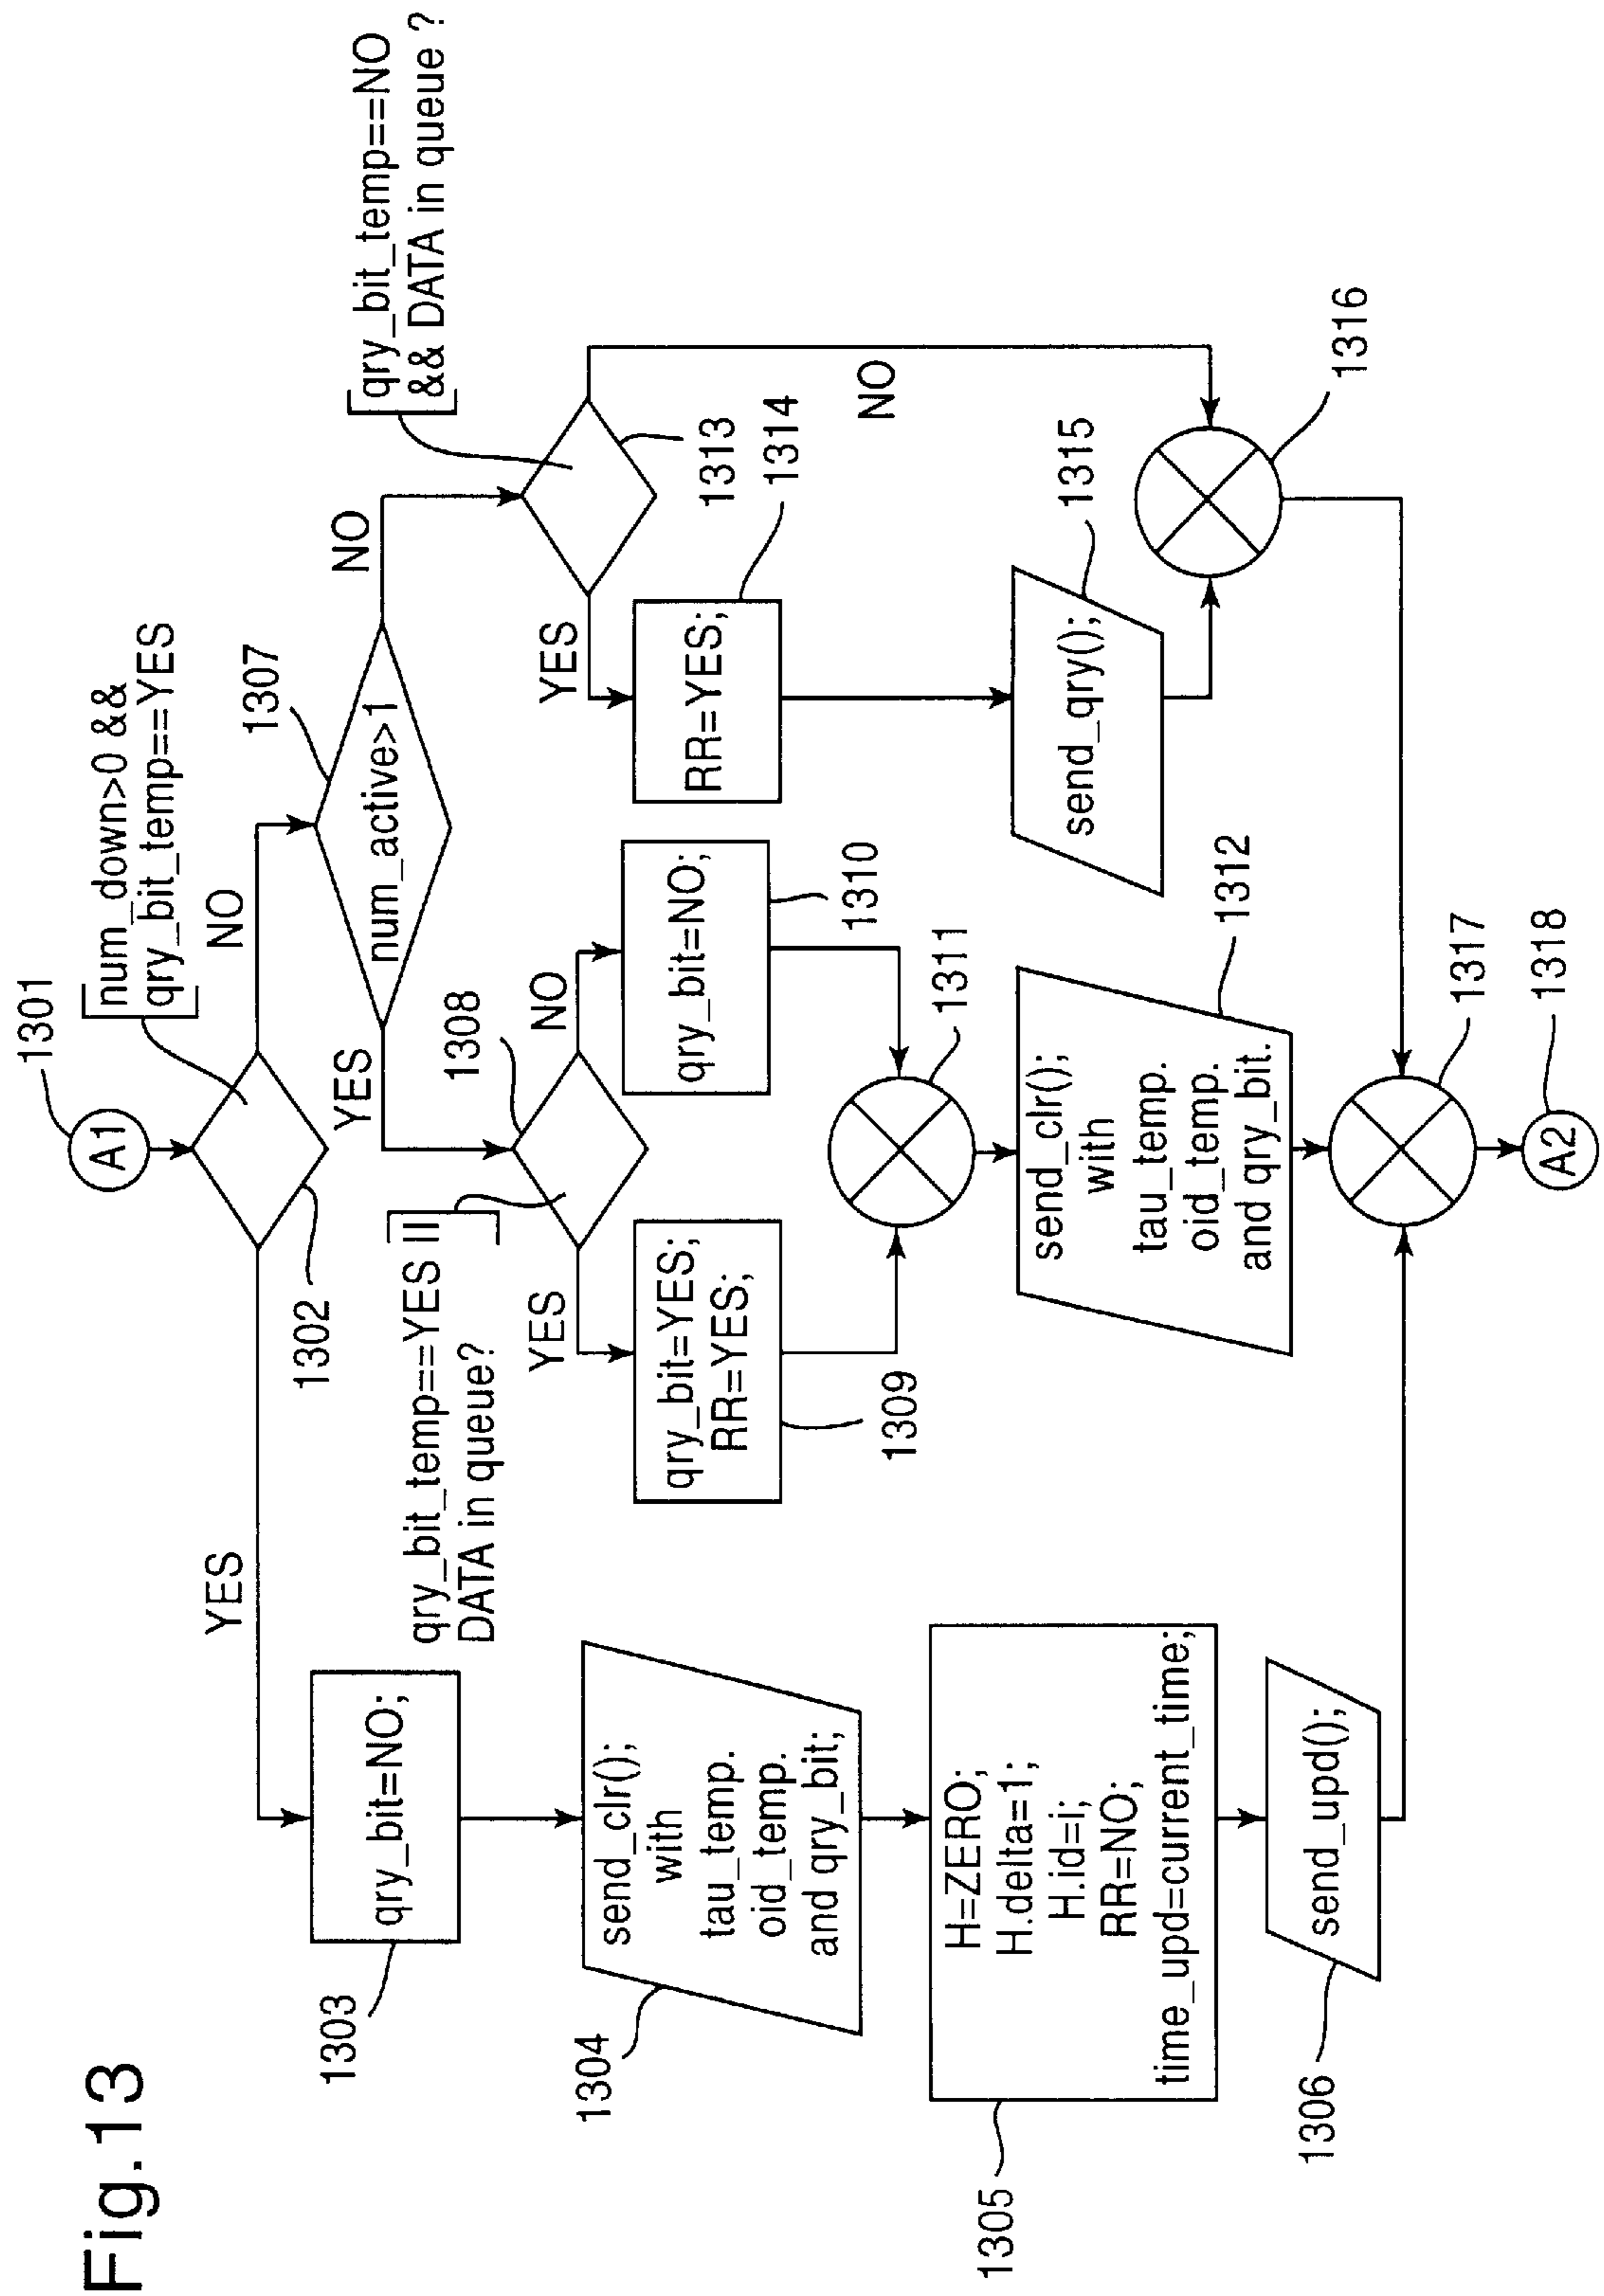 Fig.13
1301
A1
num_down>0 &&
qry_bit_temp==YES
1302
YES
NO
1303
qry_bit=NO;
1304
send_clr();
with
tau_temp.
oid_temp.
and qry_bit;
1305
H=ZERO;
H.delta=1;
H.id=i;
RR=NO;
time_upd=current_time;
1306
send_upd();
1307
num_active>1
YES
NO
qry_bit_temp==YES ||
DATA in queue?
1308
YES
NO
qry_bit=YES;
RR=YES;
1309
qry_bit=NO;
1310
1311
send_clr();
with
tau_temp.
oid_temp.
and qry_bit.
1312
qry_bit_temp==NO
&& DATA in queue ?
1313
YES
NO
RR=YES;
1314
send_qry();
1315
1316
1317
A2
1318